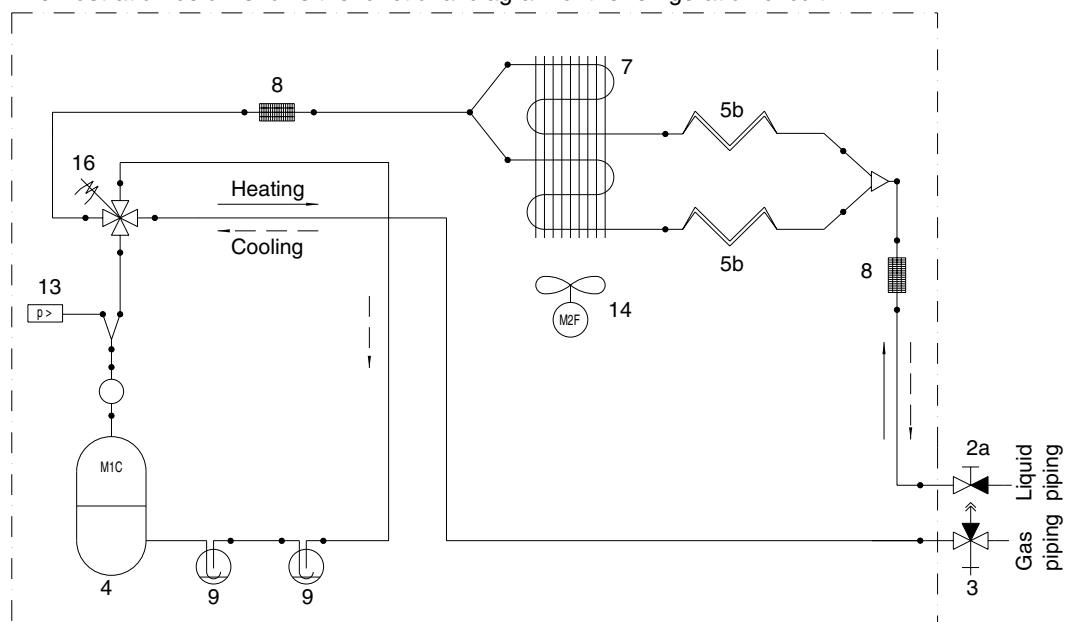 8
7
5b
16
Heating
Cooling
5b
8
13
p >
M2F
14
M1C
2a
Liquid
piping
Gas
piping
4
9
9
3